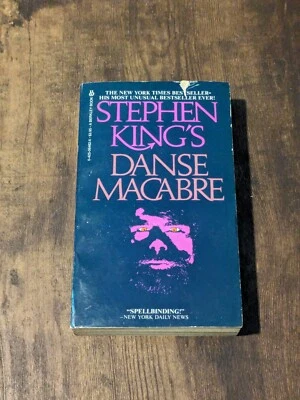 THE NEW YORK TIMES BESTSELLER-
HIS MOST UNUSUAL BESTSELLER EVER!
STEPHEN
KING'S
DANSE
MACABRE
"SPELLBINDING!"
-NEW YORK DAILY NEWS